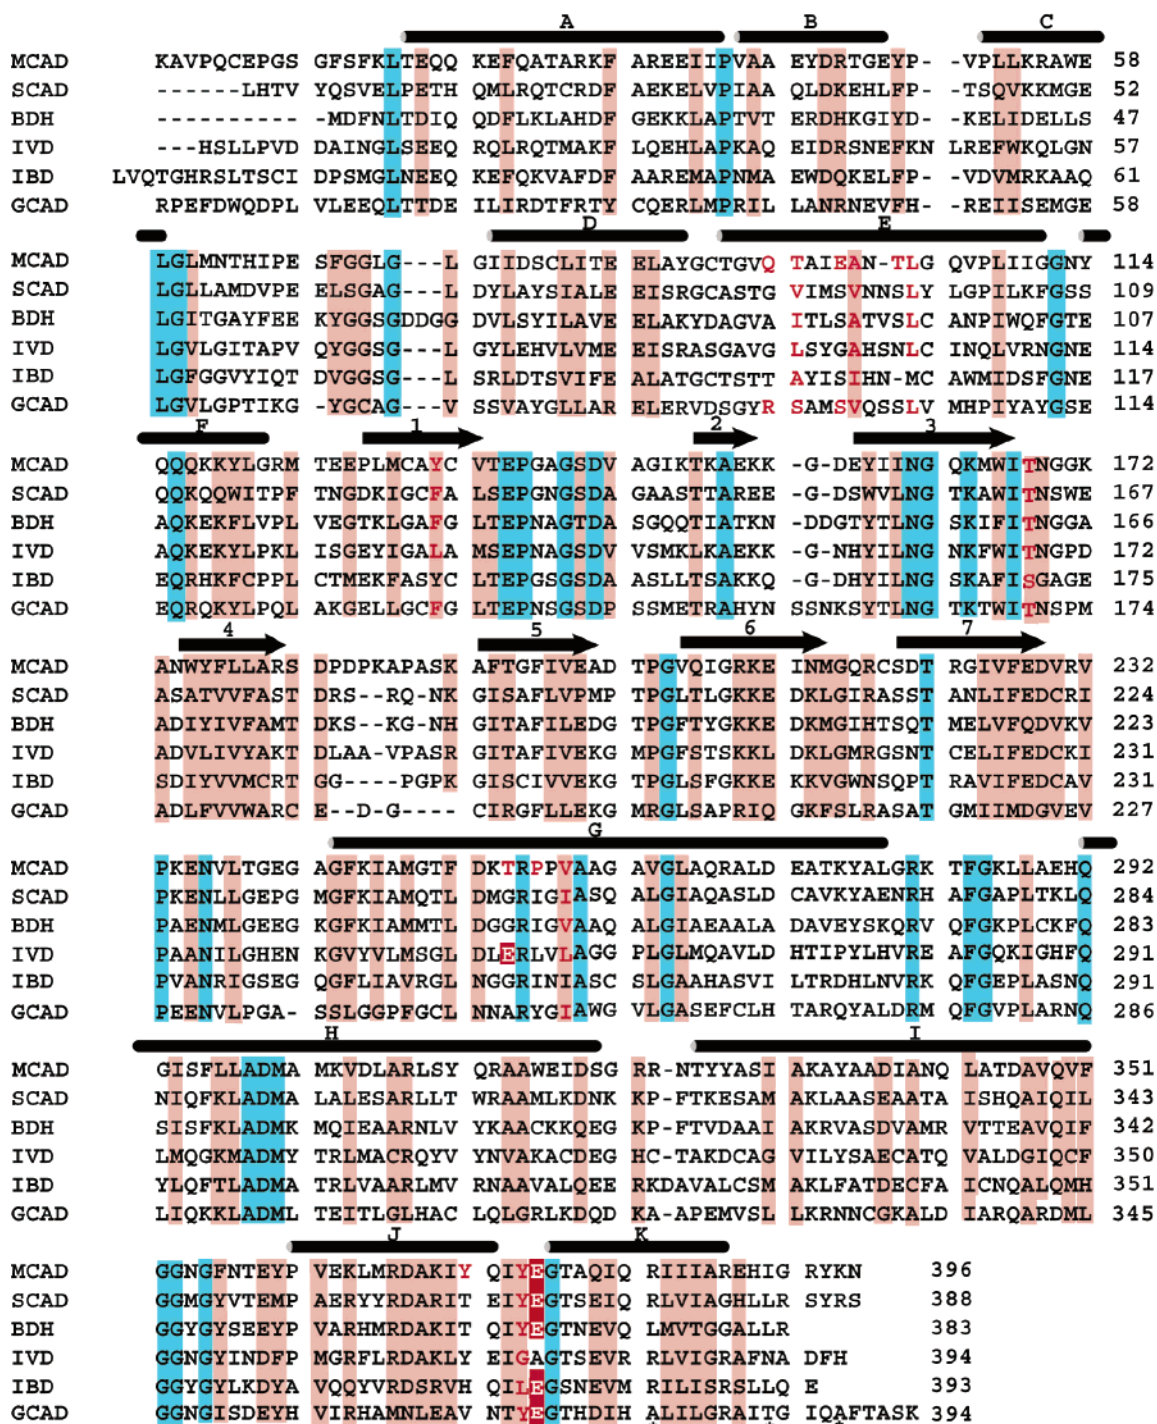 A B C
MCAD KAVPQCEPGS GFSFKLTEQQ KEFQATARKF AREEIIPVAA EYDRTGEYP- -VPLLKRAWE 58
SCAD ------LHTV YQSVELPETH QMLRQTCRDF AEKELVPIAA QLDKEHLFP- -TSQVKKMGE 52
BDH ---------- --MDFNLTDIQ QDFLKLAHDF GEKKLAPTVT ERDHKGIYD- -KELIDELLS 47
IVD ---HSLLPVD DAINGLSEEQ RQLRQTMAKF LQEHLAPKAQ EIDRSNEFKN LREFWKQLGN 57
IBD LVQTGHRSLTSCI DPSMGLNEEQ KEFQKVAFDF AAREMAPNMA EWDQKELFP- -VDVMRKAAQ 61
GCAD RPEFDWQDPL VLEEQLTTDE ILIRDTFRTY CQERLMPRIL LANRNEVFH- -REIISEMGE 58
D E
MCAD LGLMNTHIPE SFGGLG---L GIIDSCLITE ELAYGCTGVQ TAIEAN-TLG QVPLIIGGNY 114
SCAD LGLLAMDVPE ELSGAG---L DYLAYSIALE EISRGCASTG VIMSVNNSLY LGPILKFGSS 109
BDH LGITGAYFEE KYGGSGDDGG DVLSYILAVE ELAKYDAGVA ITLSATVSLC ANPIWQFGTE 107
IVD LGVLGITAPV QYGGSG---L GYLEHVLVME EISRASGAVG LSYGAHSNLC INQLVRNGNE 114
IBD LGFGGVYIQT DVGGSG---L SRLDTSVIFE ALATGCTSTT AYISIHN-MC AWMIDSFGNE 117
GCAD LGVLGPTIKG -YGCAG---V SSVAYGLLAR ELERVDSGYR SAMSVQSSLV MHPIYAYGSE 114
F 1 2 3
MCAD QQQKKYLGRM TEEPLMCAYC VTEPGAGSDV AGIKTKAEKK -G-DEYIING QKMWITNGGK 172
SCAD QQKQQWITPF TNGDKIGCFA LSEPGNGSDA GAASTTAREE -G-DSWVLNG TKAWITNSWE 167
BDH AQKEKFLVPL VEGTKLGAFG LTEPNAGTDA SGQQTIATKN -DDGTYTLNG SKIFITNGGA 166
IVD AQKEKYLPKL ISGEYIGALA MSEPNAGSDV VSMKLKAEKK -G-NHYILNG NKFWITNGPD 172
IBD EQRHKFCPPL CTMEKFASYC LTEPGSGSDA ASLLTSAKKQ -G-DHYILNG SKAFISGAGE 175
GCAD EQRQKYLPQL AKGELLGCFG LTEPNSGSDP SSMETRAHYN SSNKSYTLNG TKTWITNSPM 174
4 5 6 7
MCAD ANWYFLLARS DPDPKAPASK AFTGFIVEAD TPGVQIGRKE INMGQRCSDT RGIVFEDVRV 232
SCAD ASATVVFAST DRS--RQ-NK GISAFLVPMP TPGLTLGKKE DKLGIRASST ANLIFEDCRI 224
BDH ADIYIVFAMT DKS--KG-NH GITAFILEDG TPGFTYGKKE DKMGIHTSQT MELVFQDVKV 223
IVD ADVLIVYAKT DLAA-VPASR GITAFIVEKG MPGFSTSKKL DKLGMRGSNT CELIFEDCKI 231
IBD SDIYVVMCRT GG----PGPK GISCIVVEKG TPGLSFGKKE KKVGWNSQPT RAVIFEDCAV 231
GCAD ADLFVVWARC E--D-G---- CIRGFLLEKG MRGLSAPRIQ GKFSLRASAT GMIIMDGVEV 227
G
MCAD PKENVLTGEGA GFKIAMGTF DKTRPPVAAG AVGLAQRALD EATKYALGRK TFGKLLAEHQ 292
SCAD PKENLLGEPG MGFKIAMQTL DMGRIGIASQ ALGIAQASLD CAVKYAENRH AFGAPLTKLQ 284
BDH PAENMLGEEG KGFKIAMMTL DGGRIGVAAQ ALGIAEAALA DAVEYSKQRV QFGKPLCKFQ 283
IVD PAANILGHEN KGVYVLMSGL DLERLVLAGG PLGLMQAVLD HTIPYLHVRE AFGQKIGHFQ 291
IBD PVANRIGSEG QGFLIAVRGL NGGRINIASC SLGAAHASVI LTRDHLNVRK QFGEPLASNQ 291
GCAD PEENVLPGA- SSLGGPFGCL NNARYGIAWG VLGASEFCLH TARQYALDRM QFGVPLARNQ 286
H I
MCAD GISFLLADMA MKVDLARLSY QRAAWEIDSG RR-NTYYASI AKAYAADIANQ LATDAVQVF 351
SCAD NIQFKLADMA LALESARLLT WRAAMLKDNK KP-FTKESAM AKLAASEAATA ISHQAIQIL 343
BDH SISFKLADMK MQIEAARNLV YKAACKKQEG KP-FTVDAAI AKRVASDVAMR VTTEAVQIF 342
IVD LMQGKMADMY TRLMACRQYV YNVAKACDEG HC-TAKDCAG VILYSAECATQ VALDGIQCF 350
IBD YLQFTLADMA TRLVAARLMV RNAAVALQEE RKDAVALCSM AKLFATDECFA ICNQALQMH 351
GCAD LIQKKLADML TEITLGLHAC LQLGRLKDQD KA-APEMVSL LKRNNCGKALD IARQARDML 345
J K
MCAD GGNGFNTEYP VEKLMRDAKIY QIYEGTAQIQ RIIIAREHIG RYKN 396
SCAD GGMGYVTEMP AERYYRDARIT EIYEGTSEIQ RLVIAGHLLR SYRS 388
BDH GGYGYSEEYP VARHMRDAKIT QIYEGTNEVQ LMVTGGALLR 383
IVD GGNGYINDFP MGRFLRDAKLY EIGAGTSEVR RLVIGRAFNA DFH 394
IBD GGYGYLKDYA VQQYVRDSRVH QILEGSNEVM RILISRSLLQ E 393
GCAD GGNGISDEYH VIRHAMNLEAV NTYEGTHDIH ALILGRAITG IQAFTASK 394